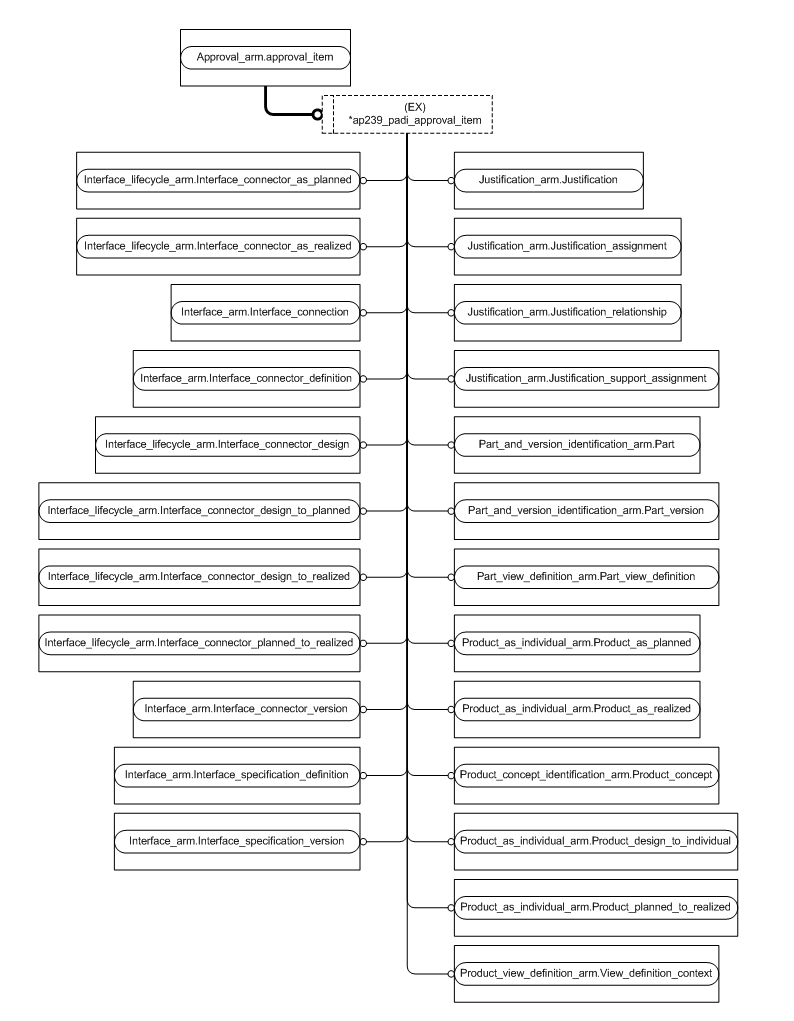 Approval_arm.approval_item
(EX)
*ap239_padi_approval_item
Interface_lifecycle_arm.Interface_connector_as_planned
Justification_arm.Justification
Interface_lifecycle_arm.Interface_connector_as_realized
Justification_arm.Justification_assignment
Interface_arm.Interface_connection
Justification_arm.Justification_relationship
Interface_arm.Interface_connector_definition
Justification_arm.Justification_support_assignment
Interface_lifecycle_arm.Interface_connector_design
Part_and_version_identification_arm.Part
Interface_lifecycle_arm.Interface_connector_design_to_planned
Part_and_version_identification_arm.Part_version
Interface_lifecycle_arm.Interface_connector_design_to_realized
Part_view_definition_arm.Part_view_definition
Interface_lifecycle_arm.Interface_connector_planned_to_realized
Product_as_individual_arm.Product_as_planned
Interface_arm.Interface_connector_version
Product_as_individual_arm.Product_as_realized
Interface_arm.Interface_specification_definition
Product_concept_identification_arm.Product_concept
Interface_arm.Interface_specification_version
Product_as_individual_arm.Product_design_to_individual
Product_as_individual_arm.Product_planned_to_realized
Product_view_definition_arm.View_definition_context